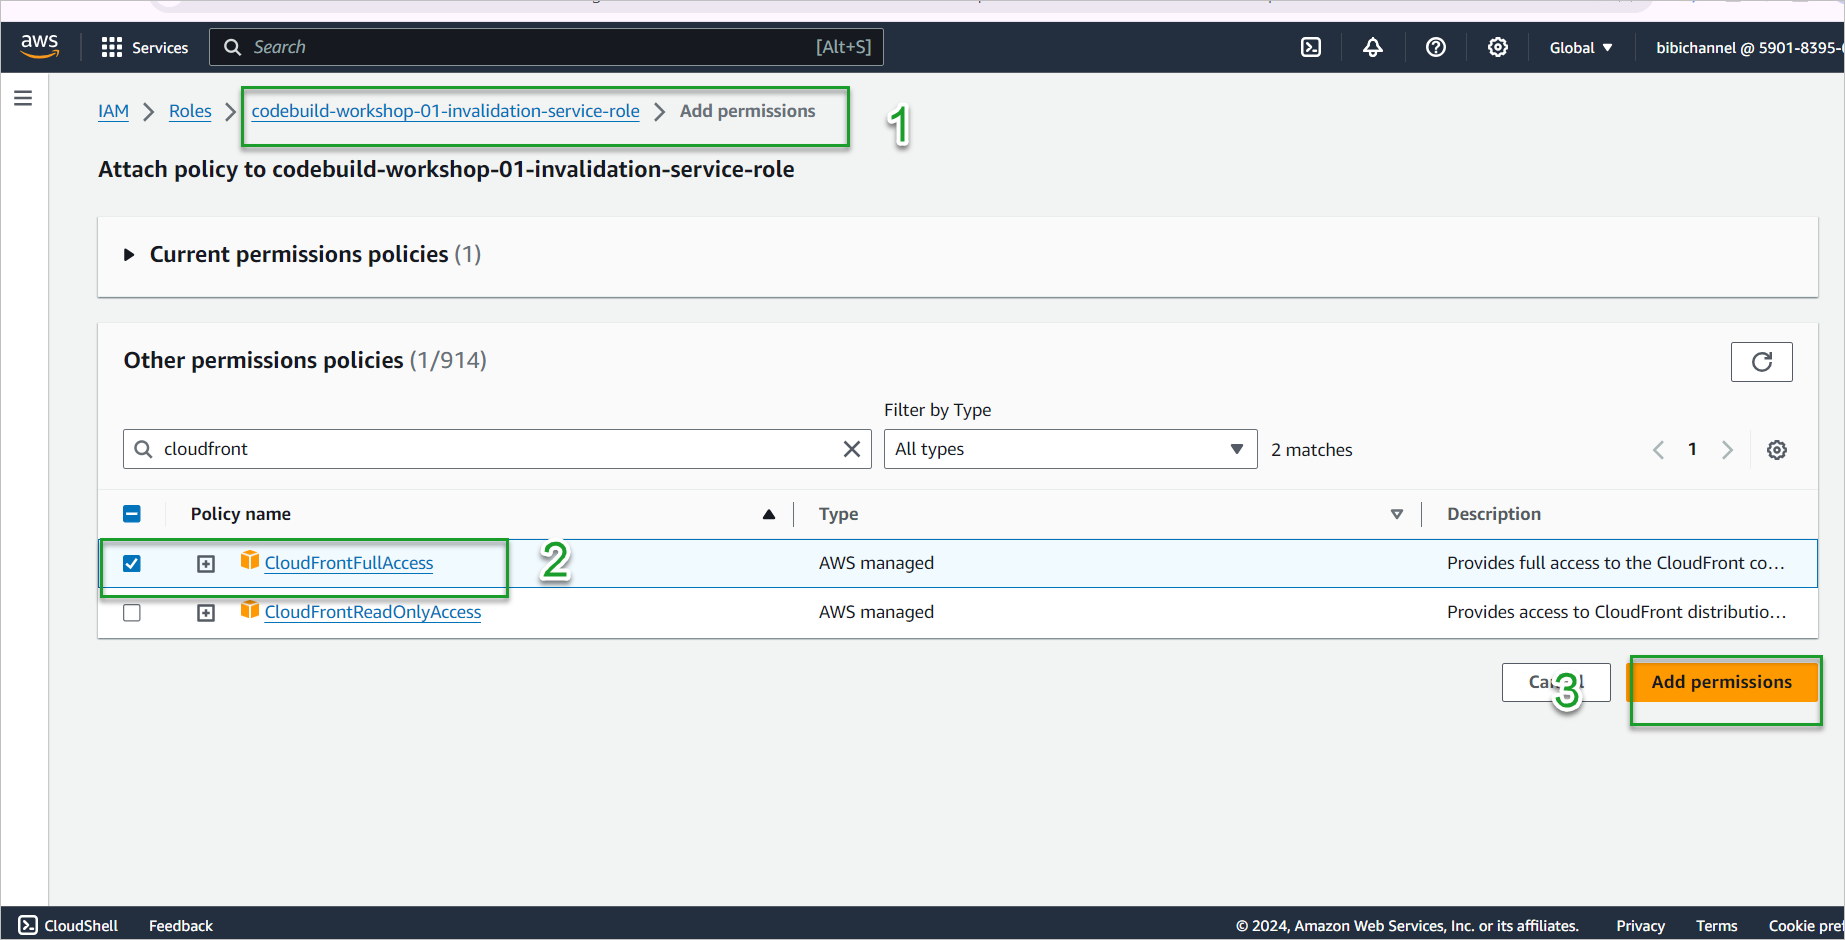 aws
Services
Search
[Alt+S]
Global
bibichannel @ 5901-8395-
IAM
Roles
codebuild-workshop-01-invalidation-service-role
Add permissions
1
Attach policy to codebuild-workshop-01-invalidation-service-role
Current permissions policies (1)
Other permissions policies (1/914)
Filter by Type
cloudfront
All types
2 matches
1
Policy name
Type
Description
CloudFrontFullAccess
2
AWS managed
Provides full access to the CloudFront co…
CloudFrontReadOnlyAccess
AWS managed
Provides access to CloudFront distributio…
3
Add permissions
CloudShell
Feedback
© 2024, Amazon Web Services, Inc. or its affiliates.
Privacy
Terms
Cookie pref